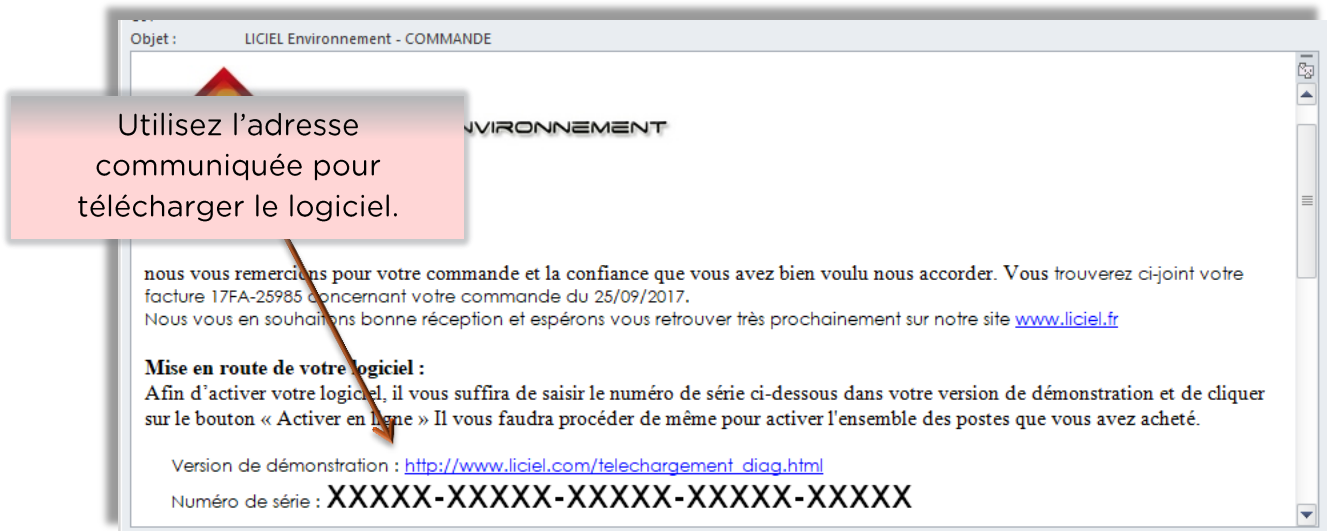 Objet : LICIEL Environnement - COMMANDE
Utilisez l’adresse
communiquée pour
télécharger le logiciel.
nous vous remercions pour votre commande et la confiance que vous avez bien voulu nous accorder. Vous trouverez ci-joint votre
facture 17FA-25985 concernant votre commande du 25/09/2017.
Nous vous en souhaitons bonne réception et espérons vous retrouver très prochainement sur notre site www.liciel.fr
Mise en route de votre logiciel :
Afin d’activer votre logiciel, il vous suffira de saisir le numéro de série ci-dessous dans votre version de démonstration et de cliquer
sur le bouton « Activer en ligne » Il vous faudra procéder de même pour activer l'ensemble des postes que vous avez acheté.
Version de démonstration : http://www.liciel.com/telechargement_diag.html
Numéro de série : XXXXX-XXXXX-XXXXX-XXXXX-XXXXX